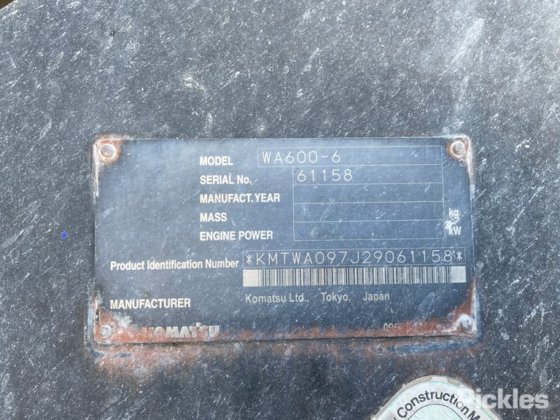 MODEL WA600-6
SERIAL No. 61158
MANUFACT.YEAR
MASS kg
ENGINE POWER kW
Product Identification Number *KMTWA097J29061158*
MANUFACTURER Komatsu Ltd., Tokyo, Japan
KOMATSU
Construction
Pickles